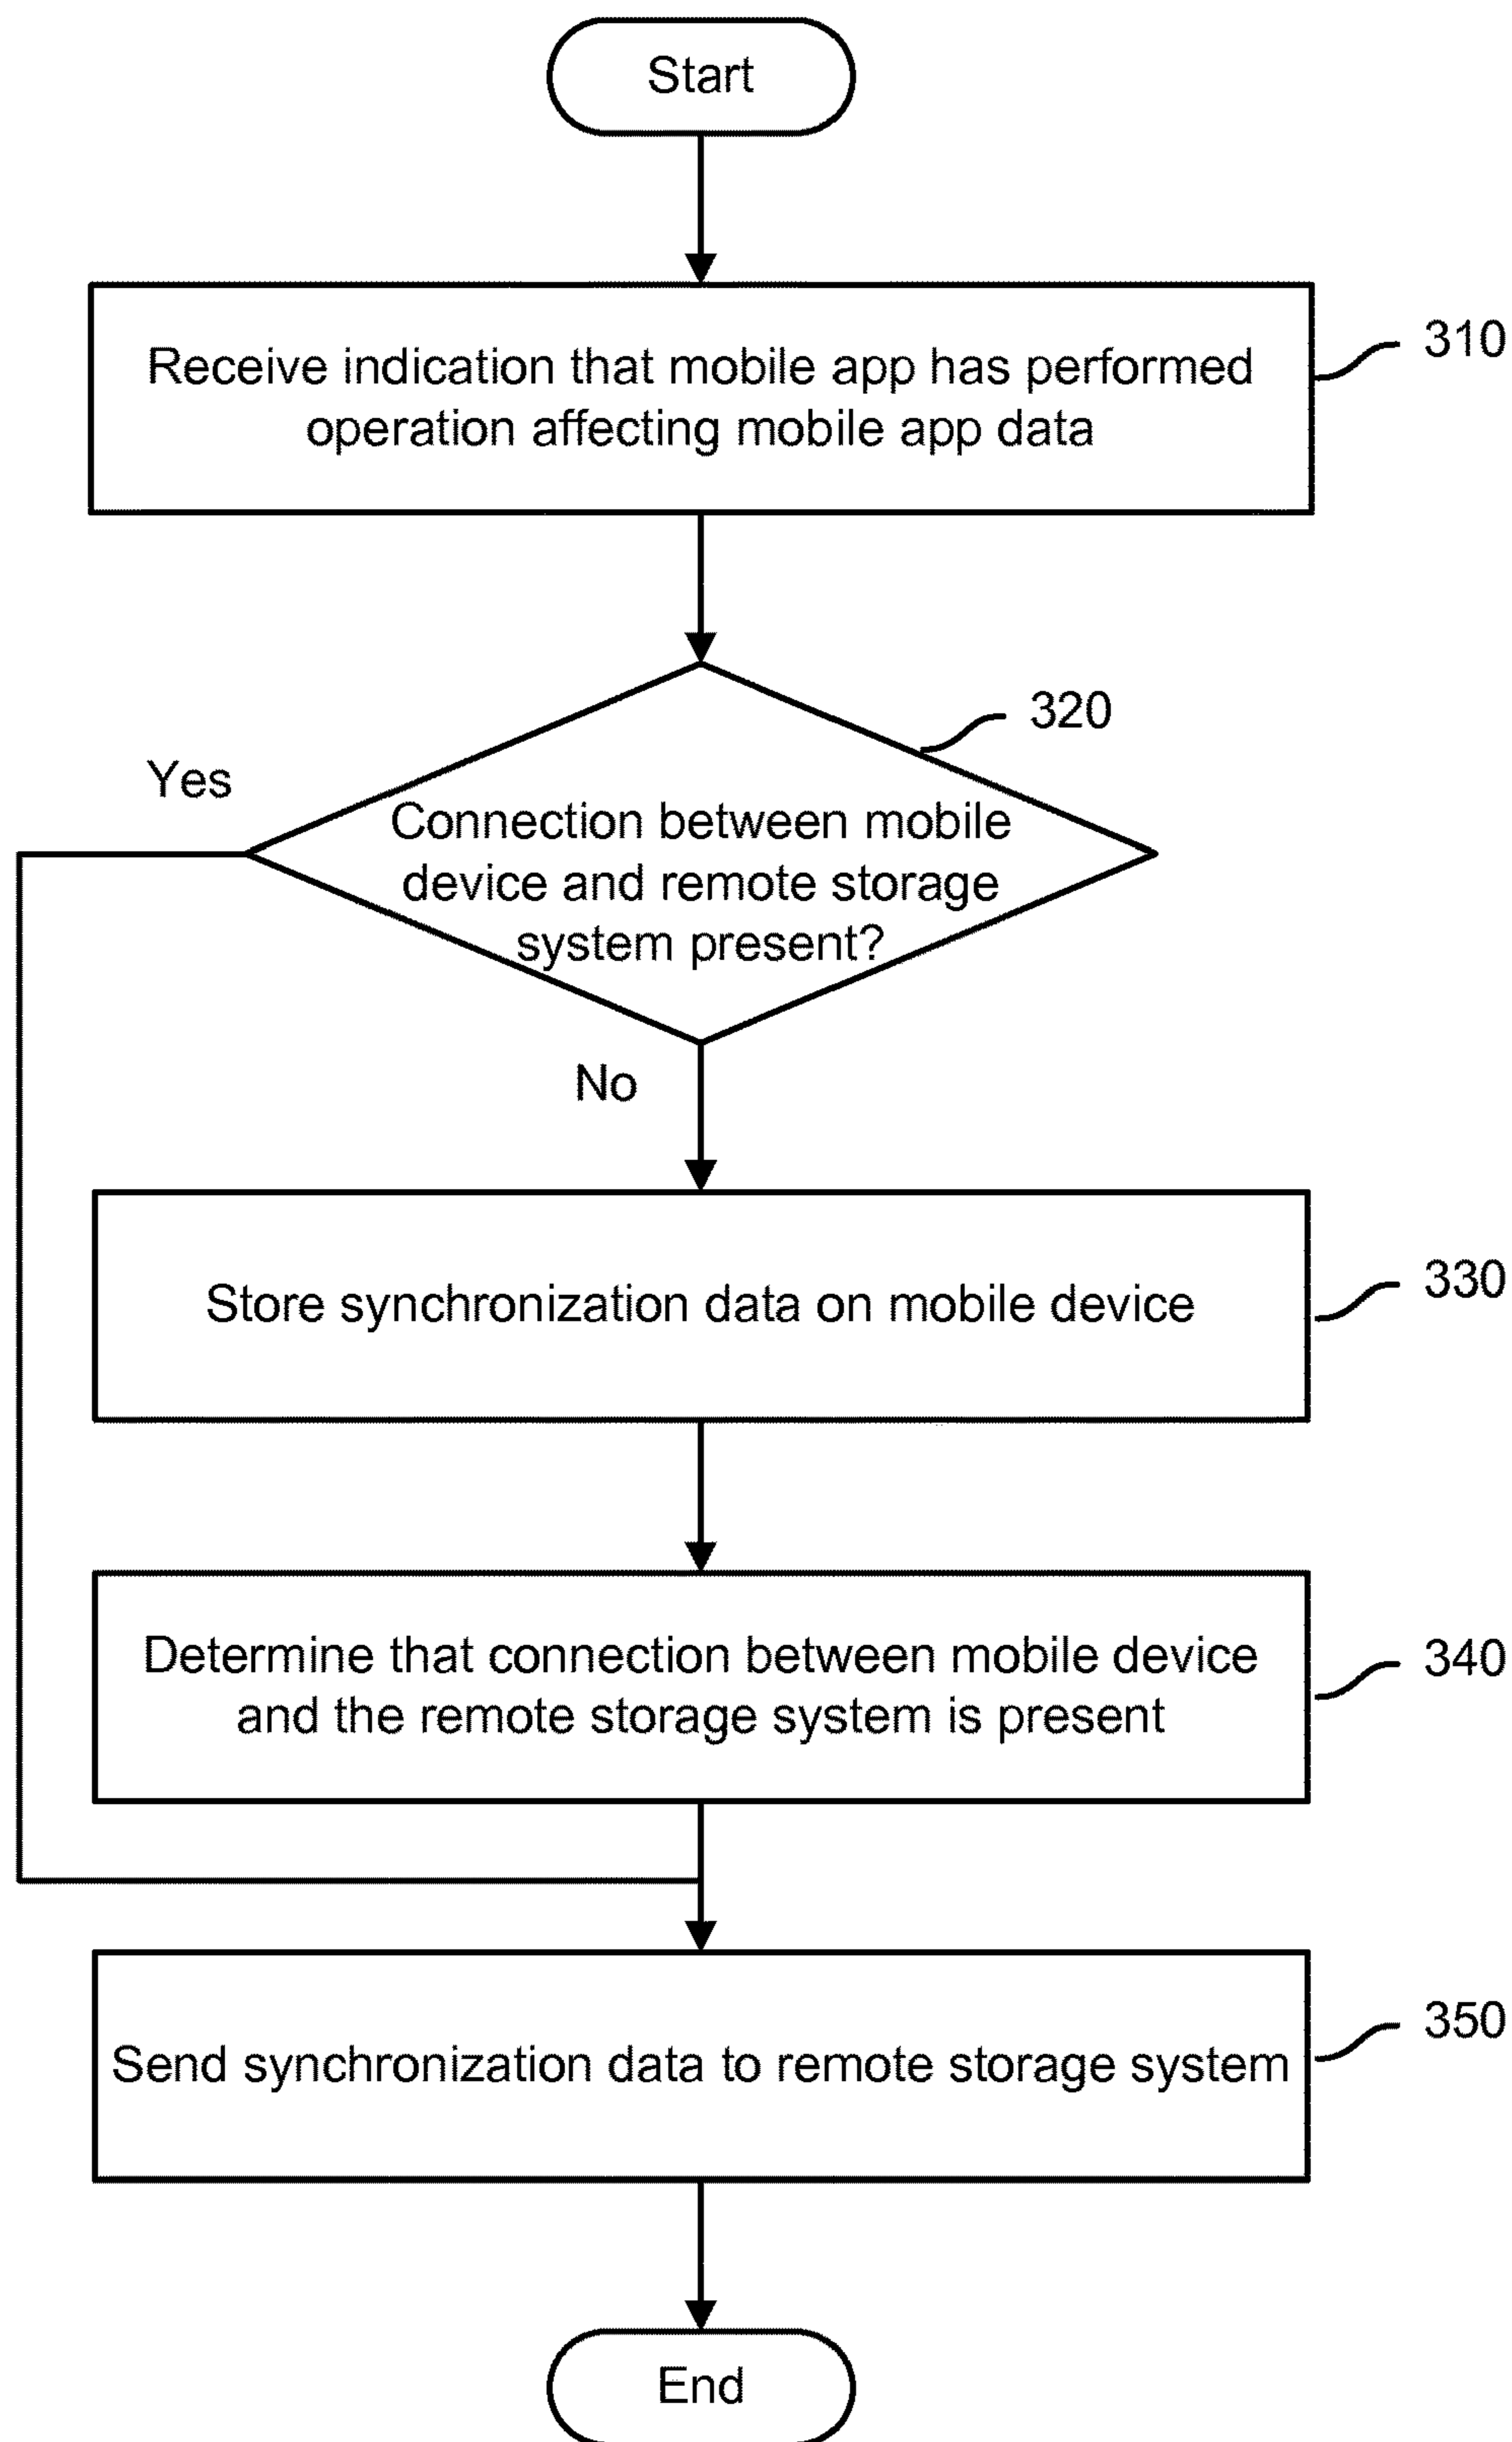 Start
Receive indication that mobile app has performed
operation affecting mobile app data
310
320
Yes
Connection between mobile
device and remote storage
system present?
No
Store synchronization data on mobile device
330
Determine that connection between mobile device
and the remote storage system is present
340
Send synchronization data to remote storage system
350
End